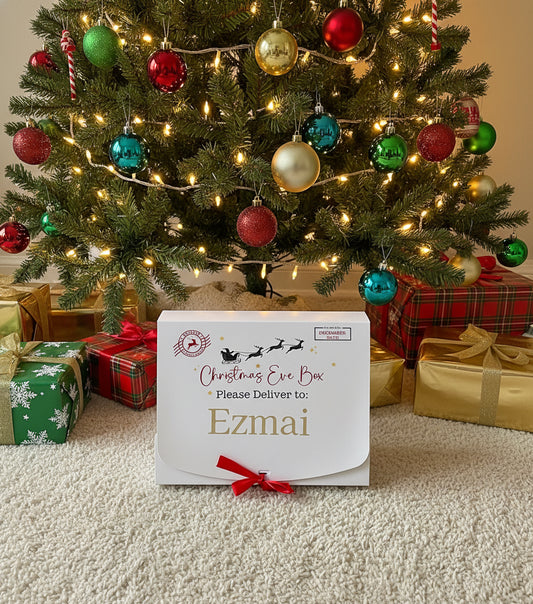 DECEMBER 24TH
Christmas Eve Box
Please Deliver to:
Ezmai